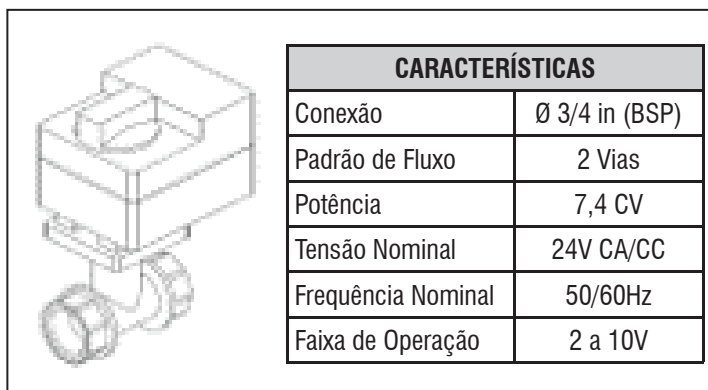 CARACTERÍSTICAS
Conexão Ø 3/4 in (BSP)
Padrão de Fluxo 2 Vias
Potência 7,4 CV
Tensão Nominal 24V CA/CC
Frequência Nominal 50/60Hz
Faixa de Operação 2 a 10V